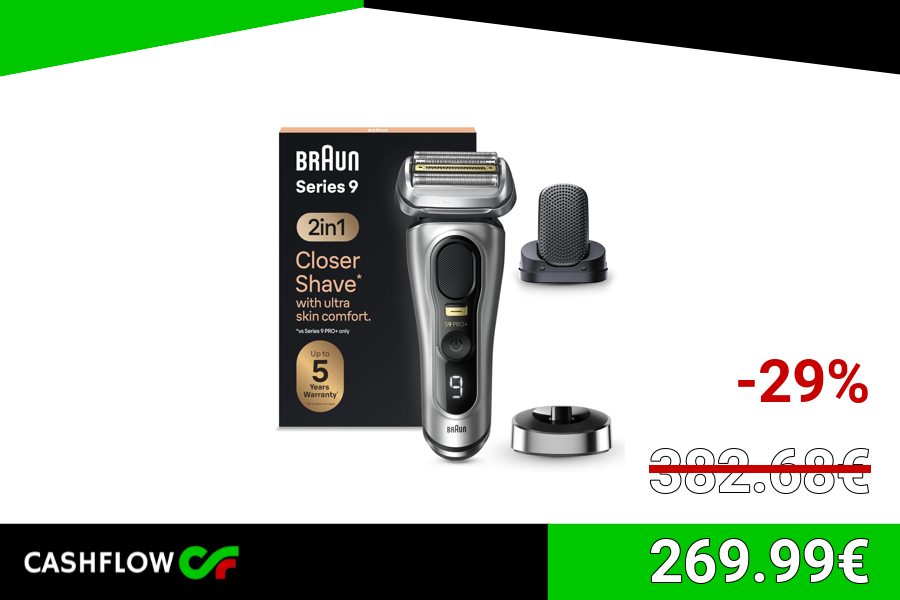 BRAUN
BRAUN
Series 9
2in1
Closer
Shave*
with ultra
skin comfort.
*vs Series 9 PRO+ only
Up to
5
Years
Warranty*
S9 PRO+
9
BRAUN
-29%
382.68€
CASHFLOW
269.99€